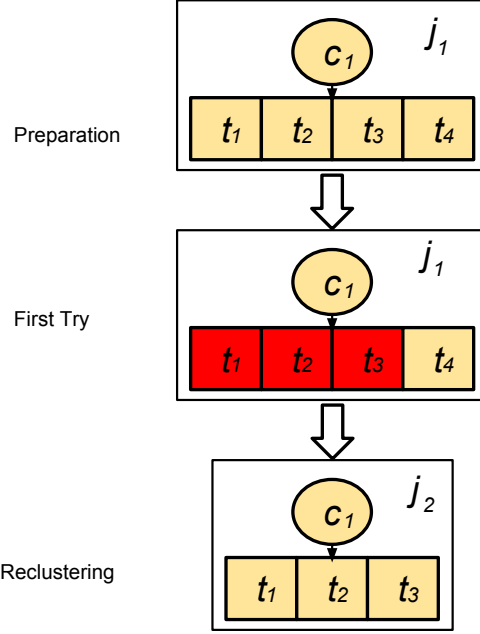 j1
c1
Preparation
t1 t2 t3 t4
j1
c1
First Try
t1 t2 t3 t4
j2
c1
Reclustering
t1 t2 t3